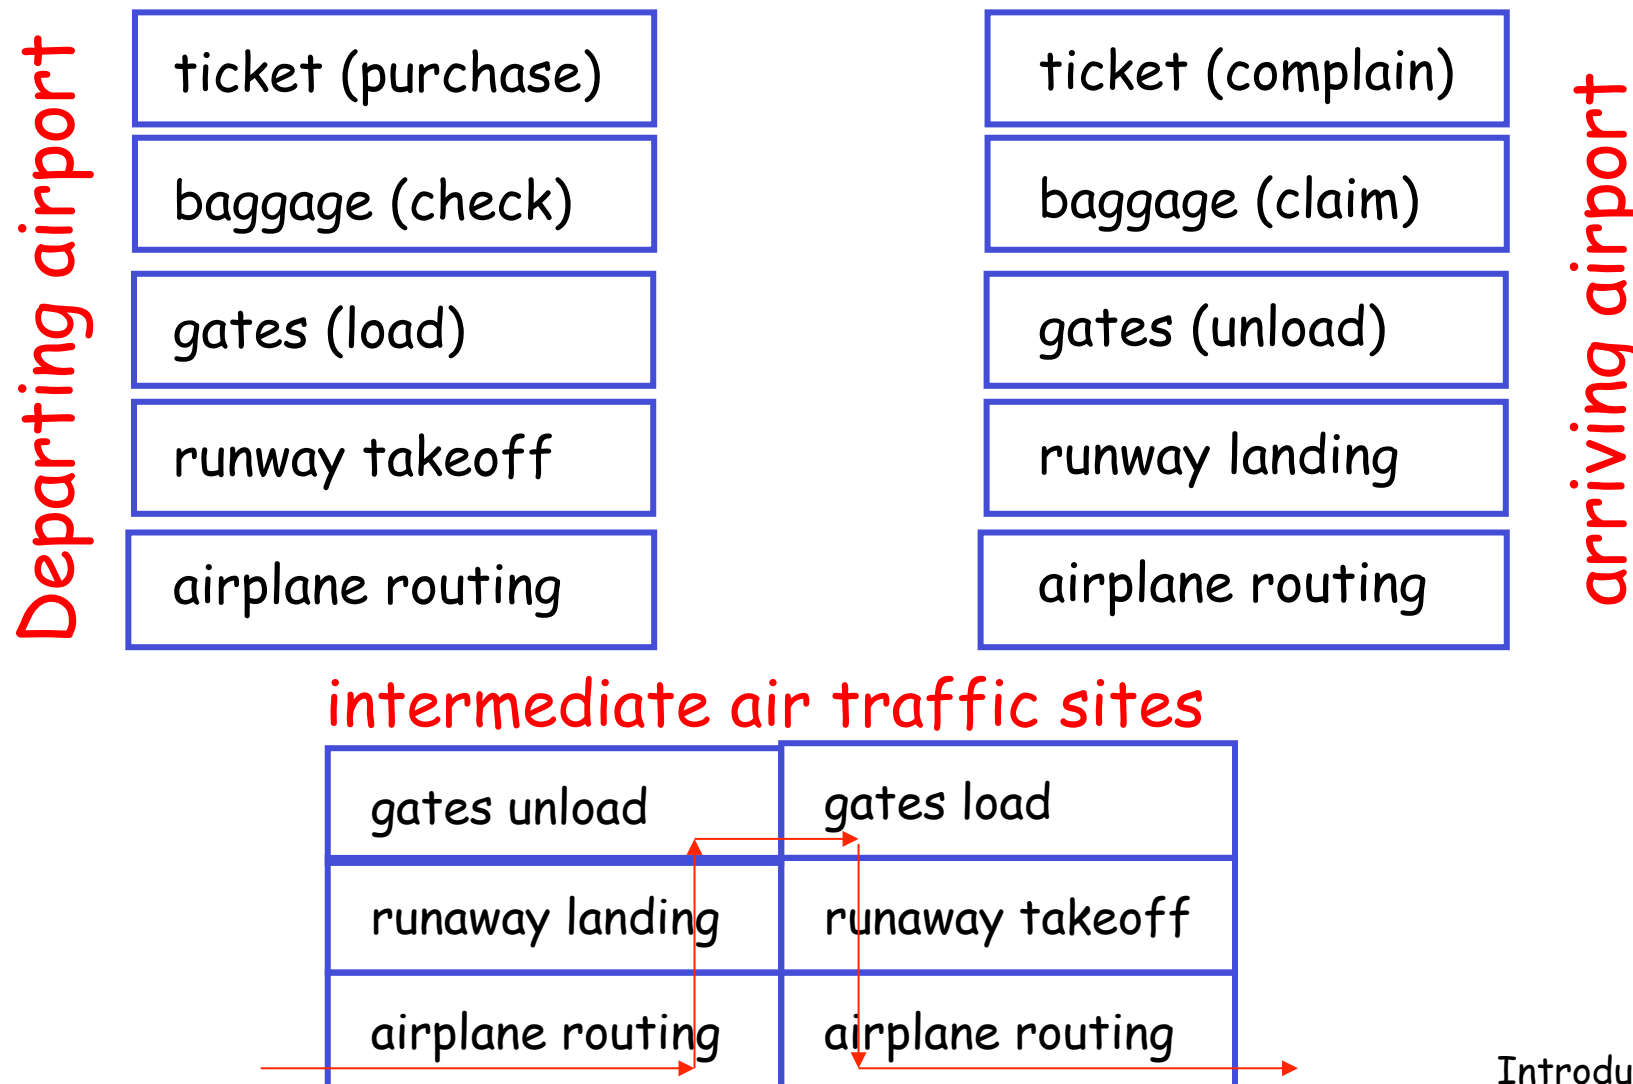 Departing airport
ticket (purchase)
baggage (check)
gates (load)
runway takeoff
airplane routing
ticket (complain)
baggage (claim)
gates (unload)
runway landing
airplane routing
arriving airport
intermediate air traffic sites
gates unload
gates load
runaway landing
runaway takeoff
airplane routing
airplane routing
Introdu